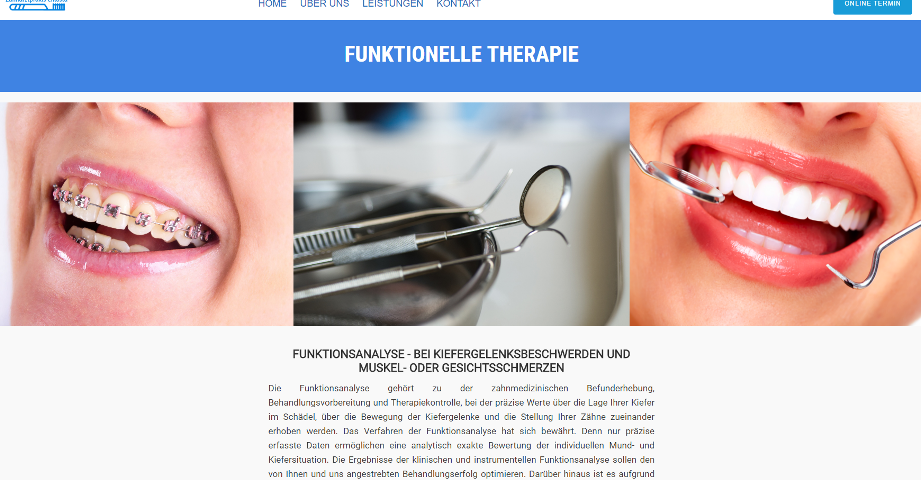 HOME ÜBER UNS LEISTUNGEN KONTAKT
ONLINE TERMIN
FUNKTIONELLE THERAPIE
FUNKTIONSANALYSE - BEI KIEFERGELENKSBESCHWERDEN UND
MUSKEL- ODER GESICHTSSCHMERZEN
Die Funktionsanalyse gehört zu der zahnmedizinischen Befunderhebung,
Behandlungsvorbereitung und Therapiekontrolle, bei der präzise Werte über die Lage Ihrer Kiefer
im Schädel, über die Bewegung der Kiefergelenke und die Stellung Ihrer Zähne zueinander
erhoben werden. Das Verfahren der Funktionsanalyse hat sich bewährt. Denn nur präzise
erfasste Daten ermöglichen eine analytisch exakte Bewertung der individuellen Mund- und
Kiefersituation. Die Ergebnisse der klinischen und instrumentellen Funktionsanalyse sollen den
von Ihnen und uns angestrebten Behandlungserfolg optimieren. Darüber hinaus ist es aufgrund